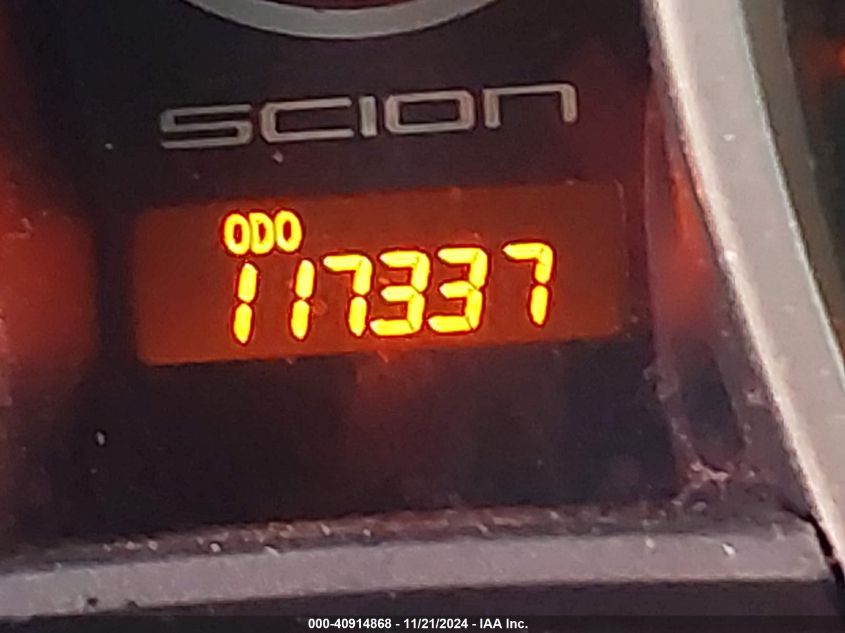 SCION
ODO
117337
000-40914868 - 11/21/2024 - IAA Inc.